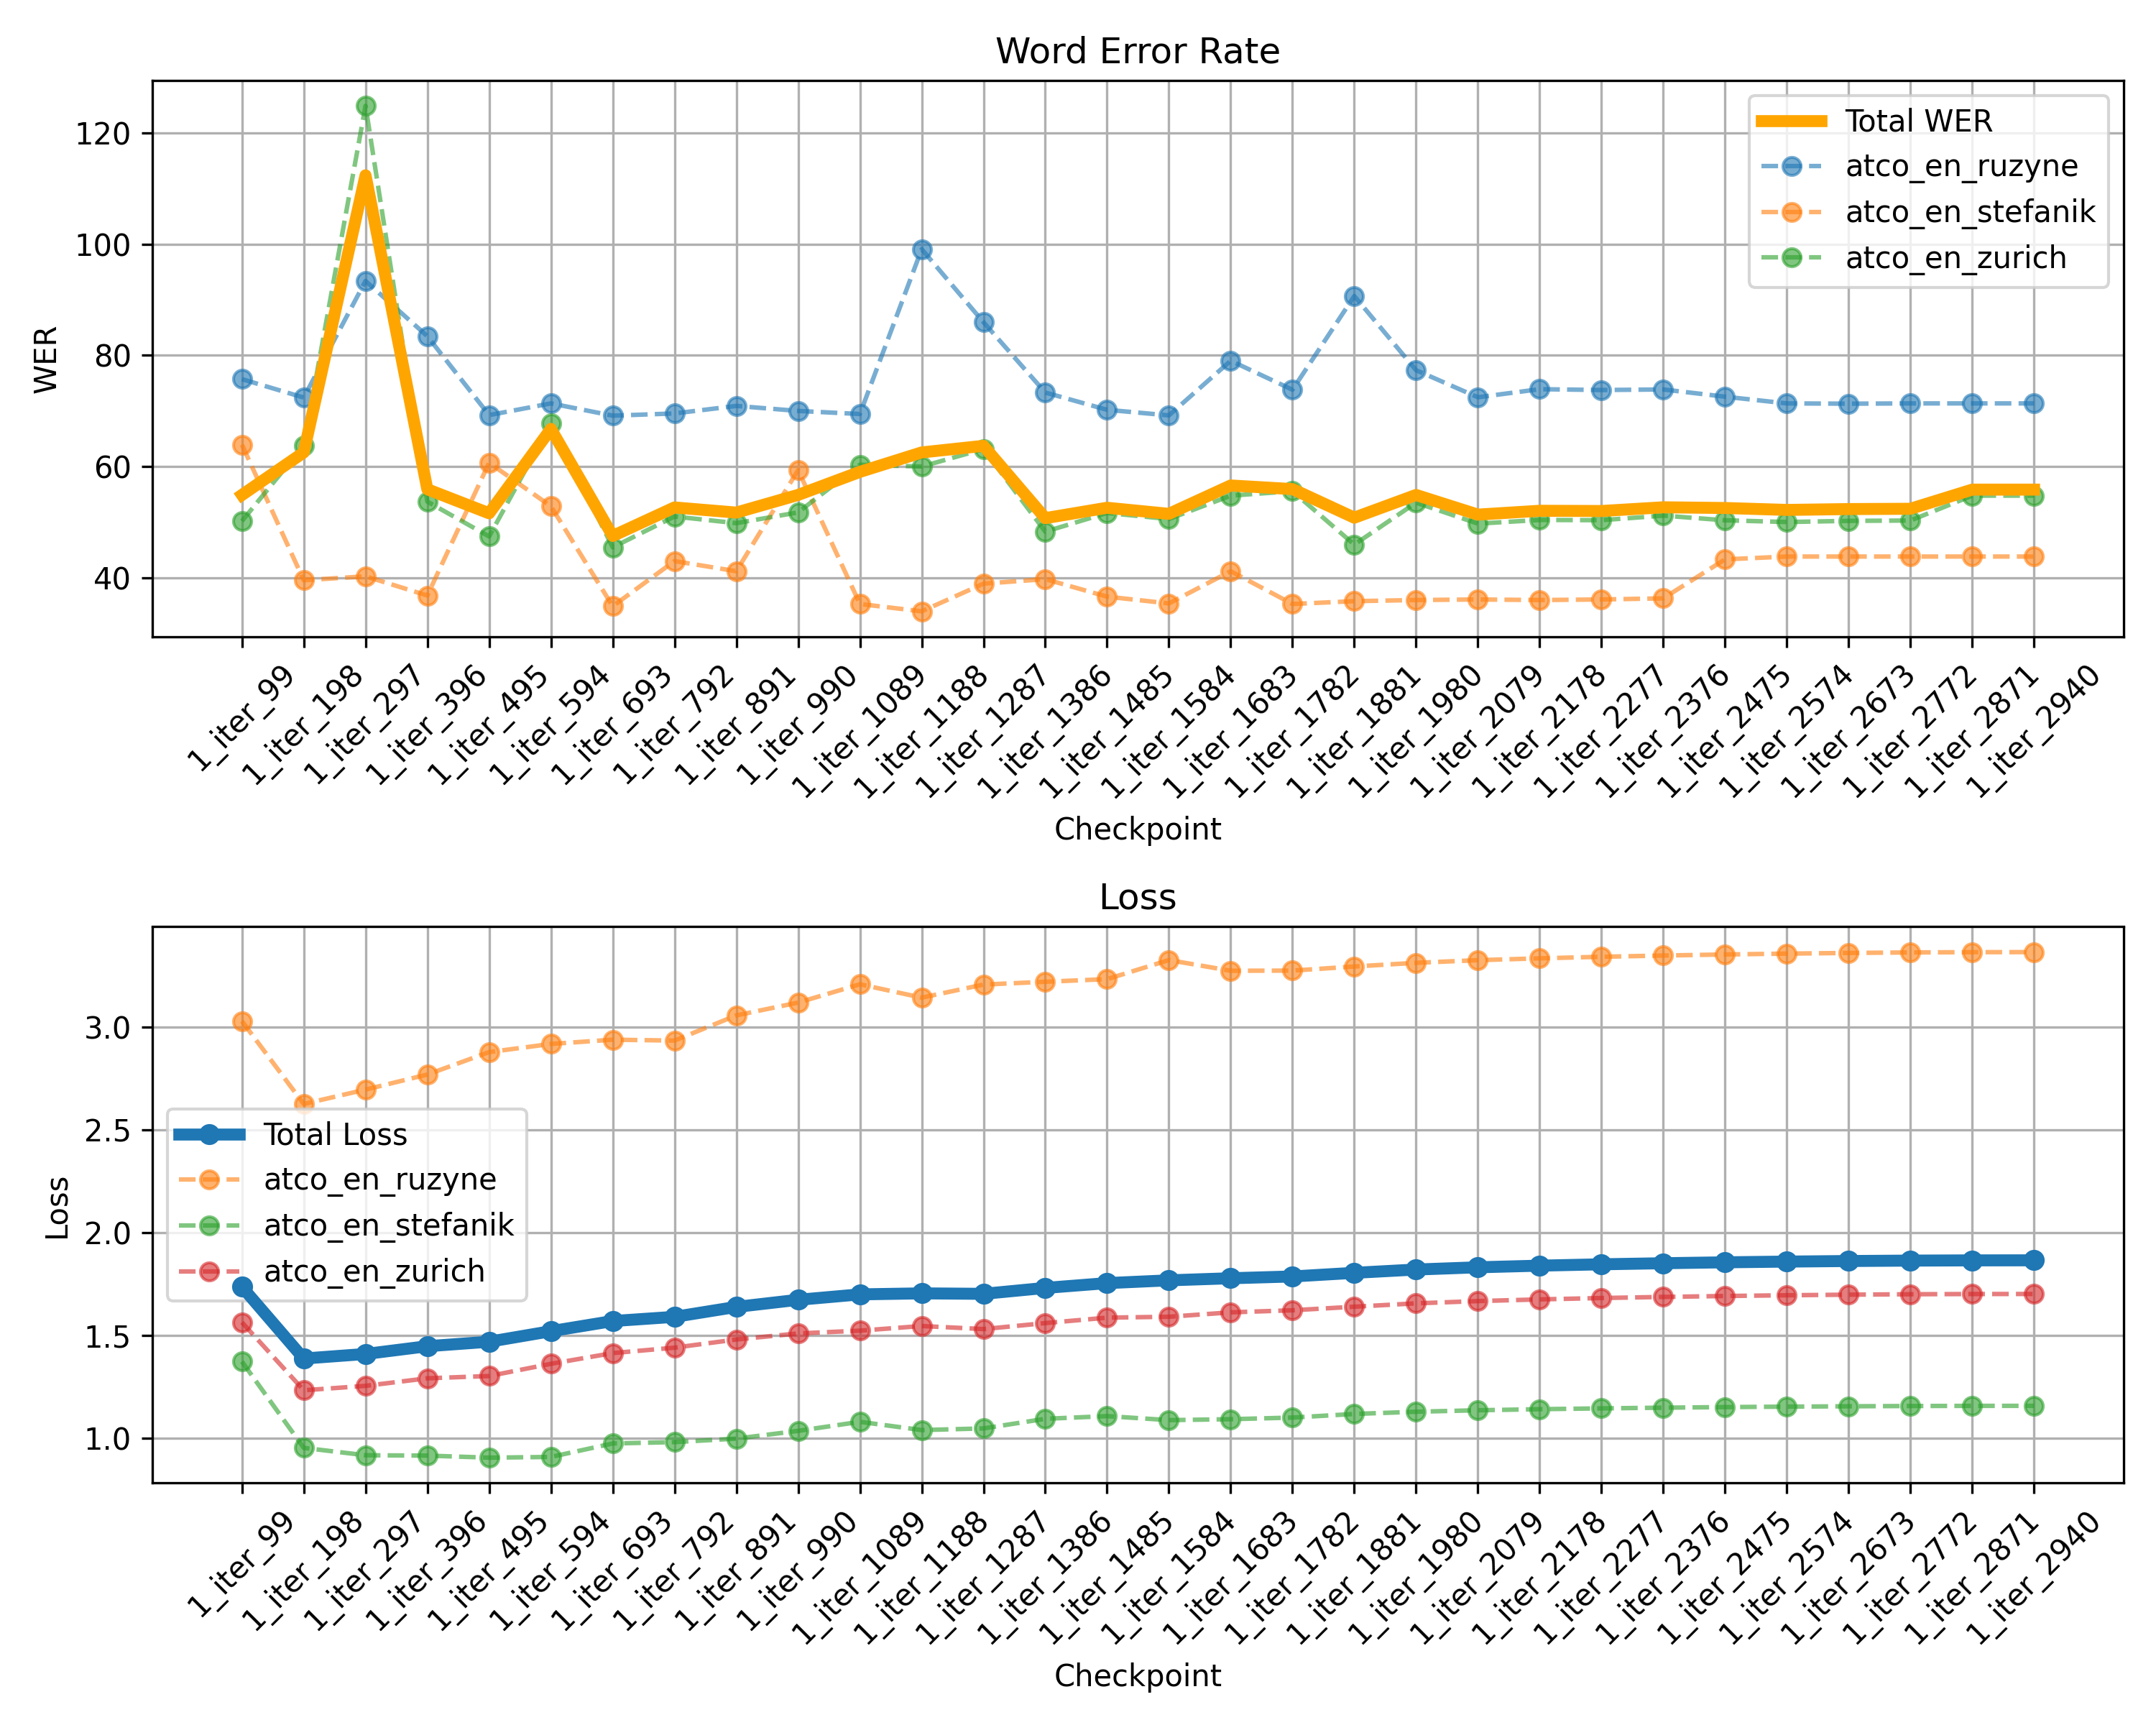 Word Error Rate
WER
120
100
80
60
40
Total WER
atco_en_ruzyne
atco_en_stefanik
atco_en_zurich
1_iter_99
1_iter_198
1_iter_297
1_iter_396
1_iter_495
1_iter_594
1_iter_693
1_iter_792
1_iter_891
1_iter_990
1_iter_1089
1_iter_1188
1_iter_1287
1_iter_1386
1_iter_1485
1_iter_1584
1_iter_1683
1_iter_1782
1_iter_1881
1_iter_1980
1_iter_2079
1_iter_2178
1_iter_2277
1_iter_2376
1_iter_2475
1_iter_2574
1_iter_2673
1_iter_2772
1_iter_2871
1_iter_2940
Checkpoint
Loss
Loss
3.0
2.5
2.0
1.5
1.0
Total Loss
atco_en_ruzyne
atco_en_stefanik
atco_en_zurich
1_iter_99
1_iter_198
1_iter_297
1_iter_396
1_iter_495
1_iter_594
1_iter_693
1_iter_792
1_iter_891
1_iter_990
1_iter_1089
1_iter_1188
1_iter_1287
1_iter_1386
1_iter_1485
1_iter_1584
1_iter_1683
1_iter_1782
1_iter_1881
1_iter_1980
1_iter_2079
1_iter_2178
1_iter_2277
1_iter_2376
1_iter_2475
1_iter_2574
1_iter_2673
1_iter_2772
1_iter_2871
1_iter_2940
Checkpoint